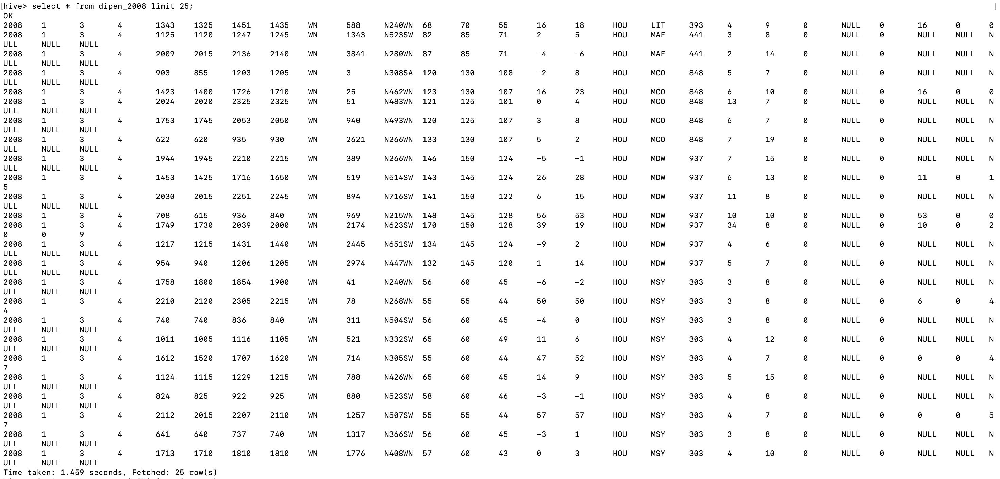 [hive> select * from dipen_2008 limit 25; ]
OK
2008 1 3 4 1343 1325 1451 1435 WN 588 N240WN 68 70 55 16 18 HOU LIT 393 4 9 0 NULL 0 16 0 0
2008 1 3 4 1125 1120 1247 1245 WN 1343 N523SW 82 85 71 2 5 HOU MAF 441 3 8 0 NULL 0 NULL NULL N
ULL NULL NULL
2008 1 3 4 2009 2015 2136 2140 WN 3841 N280WN 87 85 71 -4 -6 HOU MAF 441 2 14 0 NULL 0 NULL NULL N
ULL NULL NULL
2008 1 3 4 903 855 1203 1205 WN 3 N308SA 120 130 108 -2 8 HOU MCO 848 5 7 0 NULL 0 NULL NULL N
ULL NULL NULL
2008 1 3 4 1423 1400 1726 1710 WN 25 N462WN 123 130 107 16 23 HOU MCO 848 6 10 0 NULL 0 16 0 0
2008 1 3 4 2024 2020 2325 2325 WN 51 N483WN 121 125 101 0 4 HOU MCO 848 13 7 0 NULL 0 NULL NULL N
ULL NULL NULL
2008 1 3 4 1753 1745 2053 2050 WN 940 N493WN 120 125 107 3 8 HOU MCO 848 6 7 0 NULL 0 NULL NULL N
ULL NULL NULL
2008 1 3 4 622 620 935 930 WN 2621 N266WN 133 130 107 5 2 HOU MCO 848 7 19 0 NULL 0 NULL NULL N
ULL NULL NULL
2008 1 3 4 1944 1945 2210 2215 WN 389 N266WN 146 150 124 -5 -1 HOU MDW 937 7 15 0 NULL 0 NULL NULL N
ULL NULL NULL
2008 1 3 4 1453 1425 1716 1650 WN 519 N514SW 143 145 124 26 28 HOU MDW 937 6 13 0 NULL 0 11 0 1
5
2008 1 3 4 2030 2015 2251 2245 WN 894 N716SW 141 150 122 6 15 HOU MDW 937 11 8 0 NULL 0 NULL NULL N
ULL NULL NULL
2008 1 3 4 708 615 936 840 WN 969 N215WN 148 145 128 56 53 HOU MDW 937 10 10 0 NULL 0 53 0 0
2008 1 3 4 1749 1730 2039 2000 WN 2174 N623SW 170 150 128 39 19 HOU MDW 937 34 8 0 NULL 0 10 0 2
0 0 9
2008 1 3 4 1217 1215 1431 1440 WN 2445 N651SW 134 145 124 -9 2 HOU MDW 937 4 6 0 NULL 0 NULL NULL N
ULL NULL NULL
2008 1 3 4 954 940 1206 1205 WN 2974 N447WN 132 145 120 1 14 HOU MDW 937 5 7 0 NULL 0 NULL NULL N
ULL NULL NULL
2008 1 3 4 1758 1800 1854 1900 WN 41 N240WN 56 60 45 -6 -2 HOU MSY 303 3 8 0 NULL 0 NULL NULL N
ULL NULL NULL
2008 1 3 4 2210 2120 2305 2215 WN 78 N268WN 55 55 44 50 50 HOU MSY 303 3 8 0 NULL 0 6 0 4
4
2008 1 3 4 740 740 836 840 WN 311 N504SW 56 60 45 -4 0 HOU MSY 303 3 8 0 NULL 0 NULL NULL N
ULL NULL NULL
2008 1 3 4 1011 1005 1116 1105 WN 521 N332SW 65 60 49 11 6 HOU MSY 303 4 12 0 NULL 0 NULL NULL N
ULL NULL NULL
2008 1 3 4 1612 1520 1707 1620 WN 714 N305SW 55 60 44 47 52 HOU MSY 303 4 7 0 NULL 0 0 0 4
7
2008 1 3 4 1124 1115 1229 1215 WN 788 N426WN 65 60 45 14 9 HOU MSY 303 5 15 0 NULL 0 NULL NULL N
ULL NULL NULL
2008 1 3 4 824 825 922 925 WN 880 N523SW 58 60 46 -3 -1 HOU MSY 303 4 8 0 NULL 0 NULL NULL N
ULL NULL NULL
2008 1 3 4 2112 2015 2207 2110 WN 1257 N507SW 55 55 44 57 57 HOU MSY 303 4 7 0 NULL 0 0 0 5
7
2008 1 3 4 641 640 737 740 WN 1317 N366SW 56 60 45 -3 1 HOU MSY 303 3 8 0 NULL 0 NULL NULL N
ULL NULL NULL
2008 1 3 4 1713 1710 1810 1810 WN 1776 N408WN 57 60 43 0 3 HOU MSY 303 4 10 0 NULL 0 NULL NULL N
ULL NULL NULL
Time taken: 1.459 seconds, Fetched: 25 row(s)